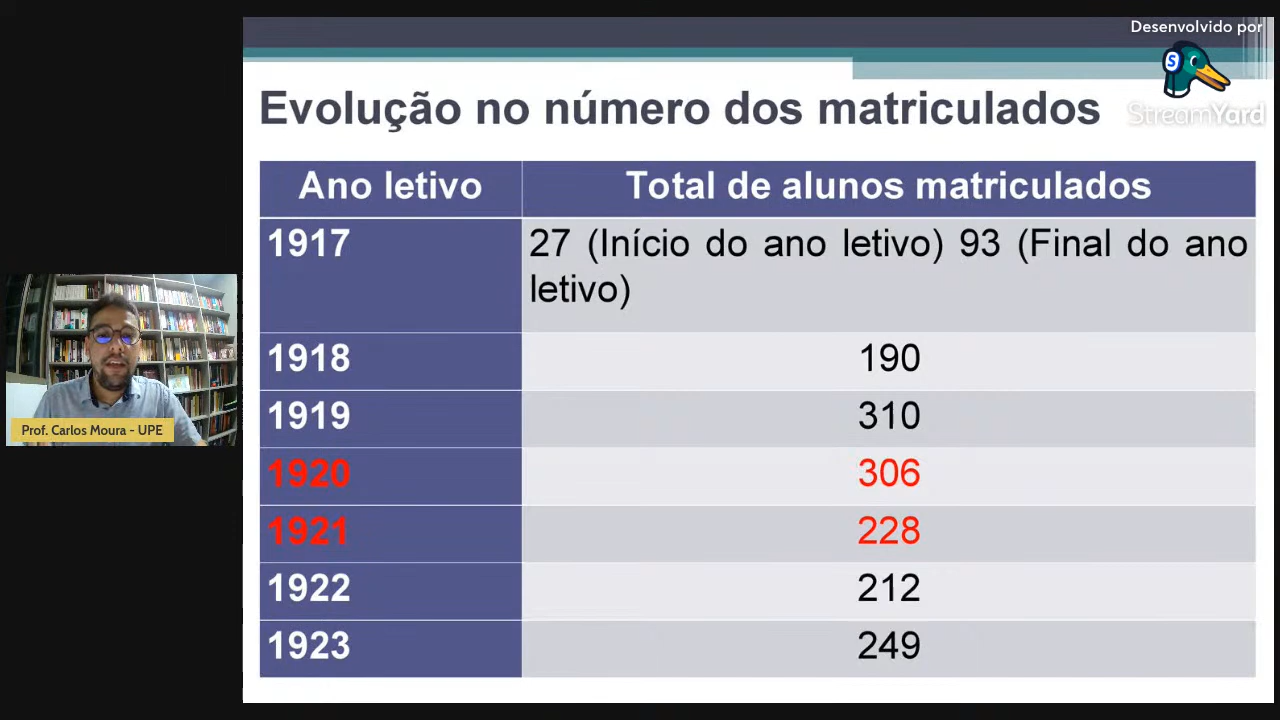 Desenvolvido por
StreamYard
Evolução no número dos matriculados
Ano letivo Total de alunos matriculados
1917 27 (Início do ano letivo) 93 (Final do ano
letivo)
1918 190
1919 310
1920 306
1921 228
1922 212
1923 249
Prof. Carlos Moura - UPE